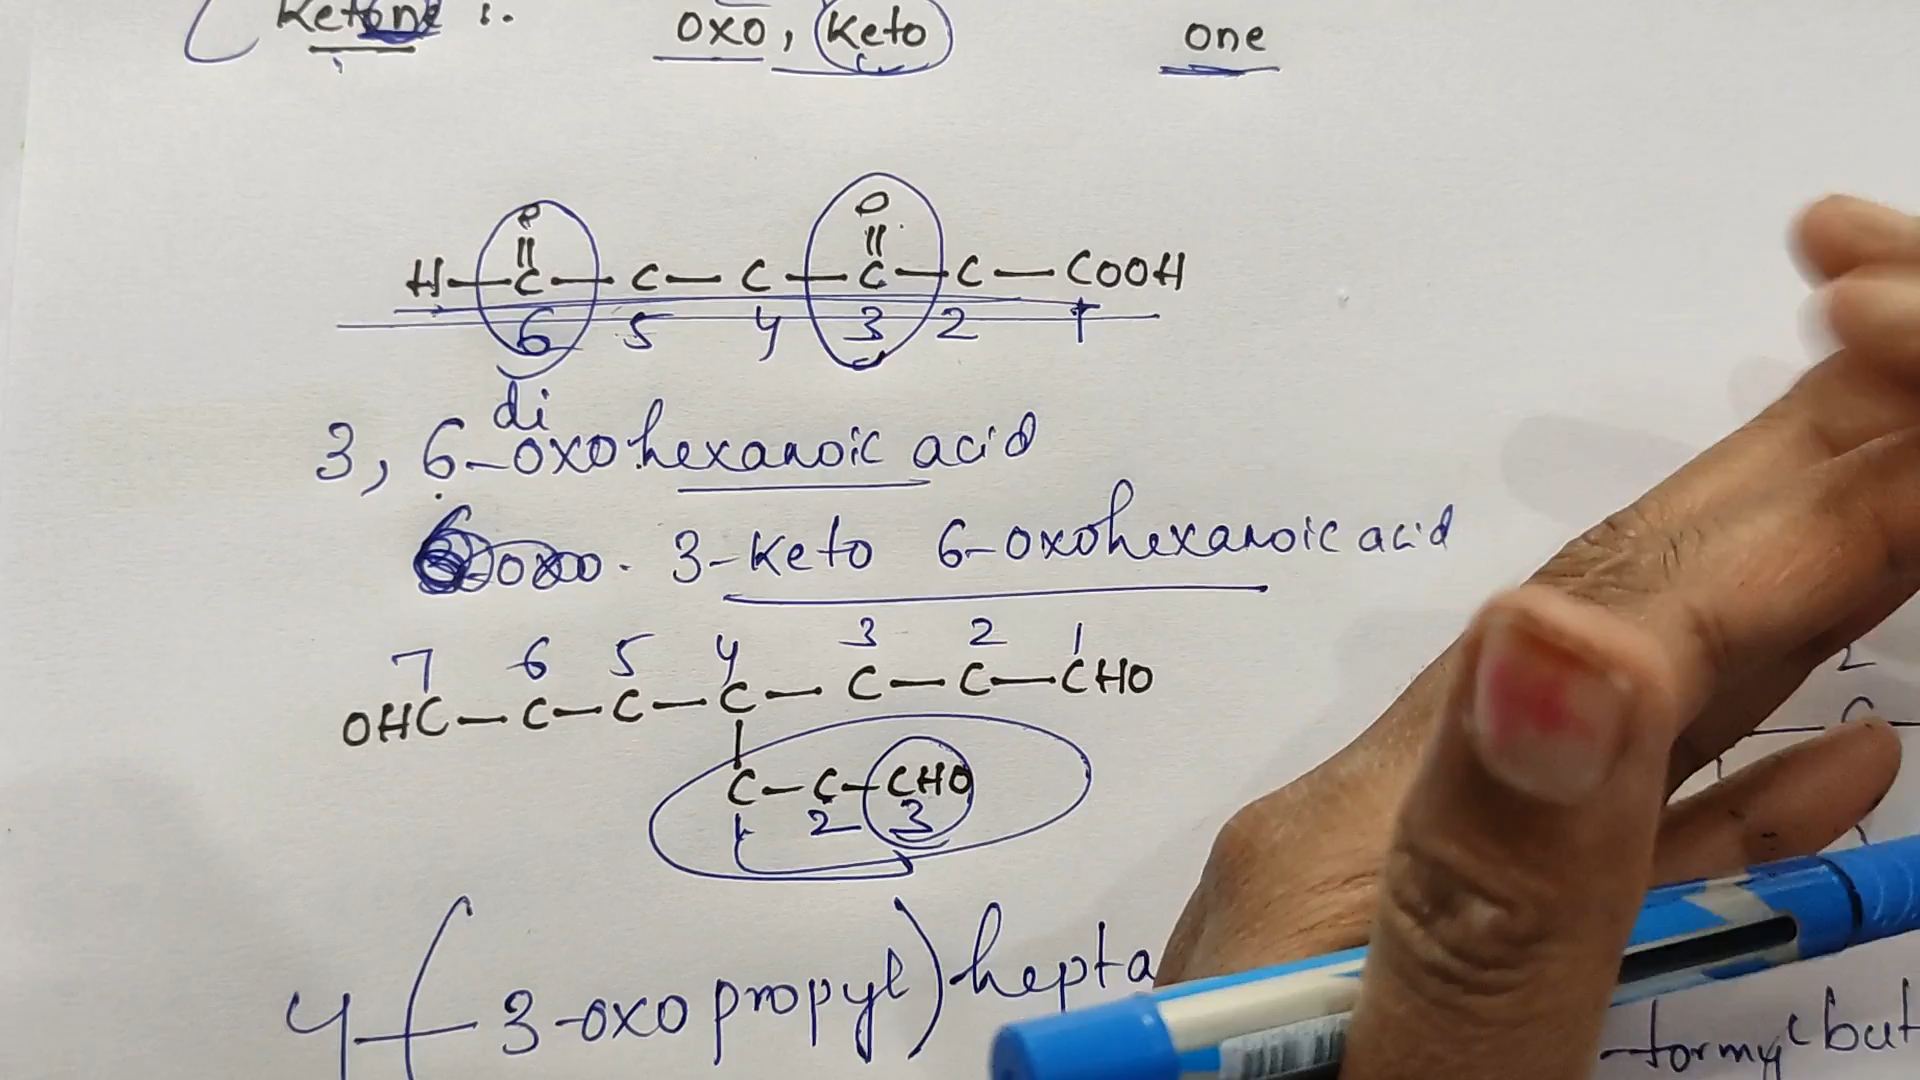 Ketone :. oxo, Keto one
O O
|| ||
H—C—C—C—C—C—COOH
6 5 4 3 2 1
di
3, 6-oxohexanoic acid
oxo. 3-Keto 6-oxohexanoic acid
7 6 5 4 3 2 1
OHC—C—C—C—C—C—CHO
|
C—C—CHO
1 2 3
4-(3-oxopropyl)hepta
but